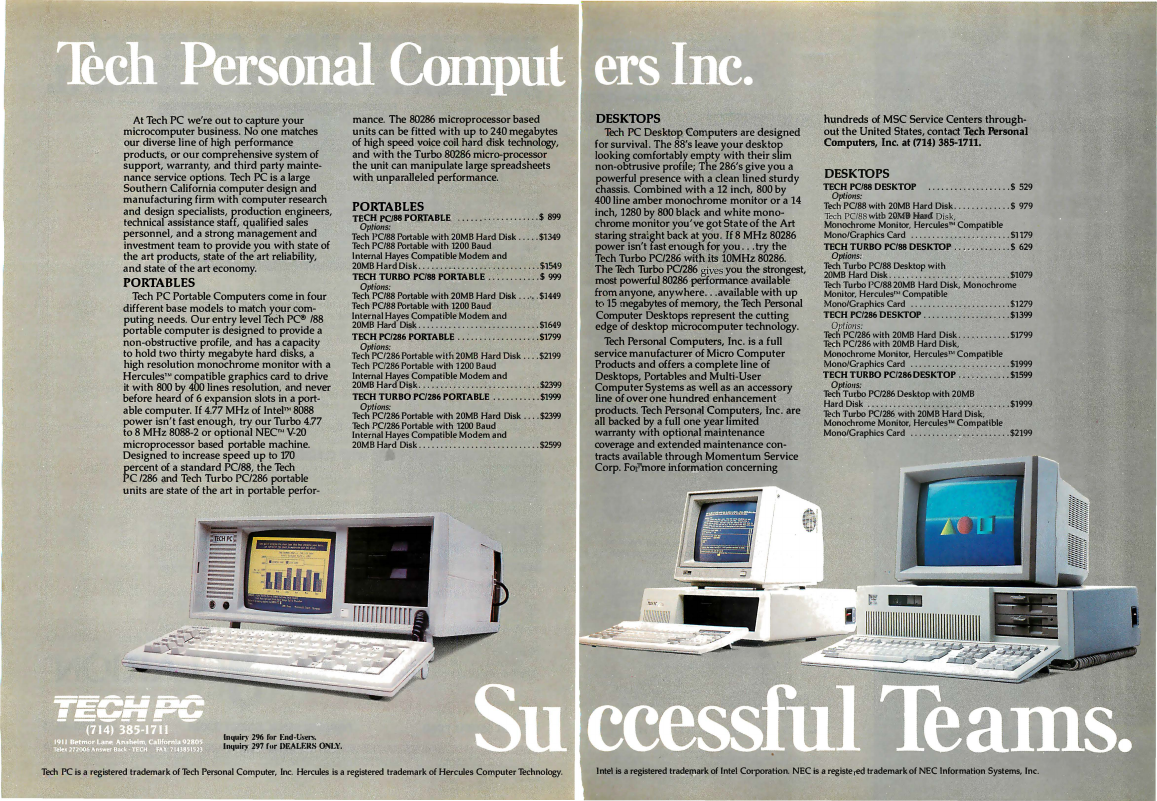 Tech Personal Computers Inc.
At Tech PC we're out to capture your
microcomputer business. No one matches
our diverse line of high performance
products, or our comprehensive system of
support, warranty, and third party mainte-
nance service options. Tech PC is a large
Southern California computer design and
manufacturing firm with computer research
and design specialists, production engineers,
technical assistance staff, qualified sales
personnel, and a strong management and
investment team to provide you with state of
the art products, state of the art reliability,
and state of the art economy.
PORTABLES
Tech PC Portable Computers come in four
different base models to match your com-
puting needs. Our entry level Tech PC® /88
portable computer is designed to provide a
non-obstructive profile, and has a capacity
to hold two thirty megabyte hard disks, a
high resolution monochrome monitor with a
Hercules™ compatible graphics card to drive
it with 800 by 400 lines resolution, and never
before heard of 6 expansion slots in a port-
able computer. If 4.77 MHz of Intel™ 8088
power isn't fast enough, try our Turbo 4.77
to 8 MHz 8088-2 or optional NEC™ V-20
microprocessor based portable machine.
Designed to increase speed up to 170
percent of a standard PC/88, the Tech
PC /286 and Tech Turbo PC/286 portable
units are state of the art in portable perfor-
mance. The 80286 microprocessor based
units can be fitted with up to 240 megabytes
of high speed voice coil hard disk technology,
and with the Turbo 80286 micro-processor
the unit can manipulate large spreadsheets
with unparalleled performance.
PORTABLES
TECH PC/88 PORTABLE ...................$ 899
Options:
Tech PC/88 Portable with 20MB Hard Disk .....$1349
Tech PC/88 Portable with 1200 Baud
Internal Hayes Compatible Modem and
20MB Hard Disk............................$1549
TECH TURBO PC/88 PORTABLE ............$ 999
Options:
Tech PC/88 Portable with 20MB Hard Disk .....$1449
Tech PC/88 Portable with 1200 Baud
Internal Hayes Compatible Modem and
20MB Hard Disk............................$1649
TECH PC/286 PORTABLE ...................$1799
Options:
Tech PC/286 Portable with 20MB Hard Disk ....$2199
Tech PC/286 Portable with 1200 Baud
Internal Hayes Compatible Modem and
20MB Hard Disk............................$2399
TECH TURBO PC/286 PORTABLE ...........$1999
Options:
Tech PC/286 Portable with 20MB Hard Disk ....$2399
Tech PC/286 Portable with 1200 Baud
Internal Hayes Compatible Modem and
20MB Hard Disk............................$2599
DESKTOPS
Tech PC Desktop Computers are designed
for survival. The 88's leave your desktop
looking comfortably empty with their slim
non-obtrusive profile; The 286's give you a
powerful presence with a clean lined sturdy
chassis. Combined with a 12 inch, 800 by
400 line amber monochrome monitor or a 14
inch, 1280 by 800 black and white mono-
chrome monitor you've got State of the Art
staring straight back at you. If 8 MHz 80286
power isn't fast enough for you...try the
Tech Turbo PC/286 with its 10MHz 80286.
The Tech Turbo PC/286 gives you the strongest,
most powerful 80286 performance available
from anyone, anywhere...available with up
to 15 megabytes of memory, the Tech Personal
Computer Desktops represent the cutting
edge of desktop microcomputer technology.
Tech Personal Computers, Inc. is a full
service manufacturer of Micro Computer
Products and offers a complete line of
Desktops, Portables and Multi-User
Computer Systems as well as an accessory
line of over one hundred enhancement
products. Tech Personal Computers, Inc. are
all backed by a full one year limited
warranty with optional maintenance
coverage and extended maintenance con-
tracts available through Momentum Service
Corp. For more information concerning
hundreds of MSC Service Centers through-
out the United States, contact Tech Personal
Computers, Inc. at (714) 385-1711.
DESKTOPS
TECH PC/88 DESKTOP ...................$ 529
Options:
Tech PC/88 with 20MB Hard Disk.............$ 979
Tech PC/88 with 20MB Hard Disk,
Monochrome Monitor, Hercules™ Compatible
Mono/Graphics Card .......................$1179
TECH TURBO PC/88 DESKTOP .............$ 629
Options:
Tech Turbo PC/88 Desktop with
20MB Hard Disk............................$1079
Tech Turbo PC/88 20MB Hard Disk, Monochrome
Monitor, Hercules™ Compatible
Mono/Graphics Card .......................$1279
TECH PC/286 DESKTOP ....................$1399
Options:
Tech PC/286 with 20MB Hard Disk............$1799
Tech PC/286 with 20MB Hard Disk,
Monochrome Monitor, Hercules™ Compatible
Mono/Graphics Card .......................$1999
TECH TURBO PC/286 DESKTOP ............$1599
Options:
Tech Turbo PC/286 Desktop with 20MB
Hard Disk .................................$1999
Tech Turbo PC/286 with 20MB Hard Disk,
Monochrome Monitor, Hercules™ Compatible
Mono/Graphics Card .......................$2199
TECH PC
Tech PC
AOU
TECH PC
(714) 385-1711
1911 Betmor Lane Anaheim, California 92805
Telex 272006 Answer Back - TECH FAX: 7143851523
Inquiry 296 for End-Users.
Inquiry 297 for DEALERS ONLY.
Successful Teams.
Tech PC is a registered trademark of Tech Personal Computer, Inc. Hercules is a registered trademark of Hercules Computer Technology.
Intel is a registered trademark of Intel Corporation. NEC is a registered trademark of NEC Information Systems, Inc.